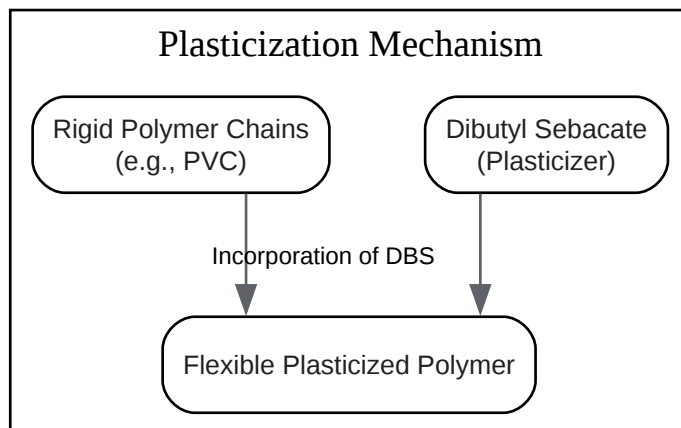 Plasticization Mechanism
Rigid Polymer Chains
(e.g., PVC)
Dibutyl Sebacate
(Plasticizer)
Incorporation of DBS
Flexible Plasticized Polymer